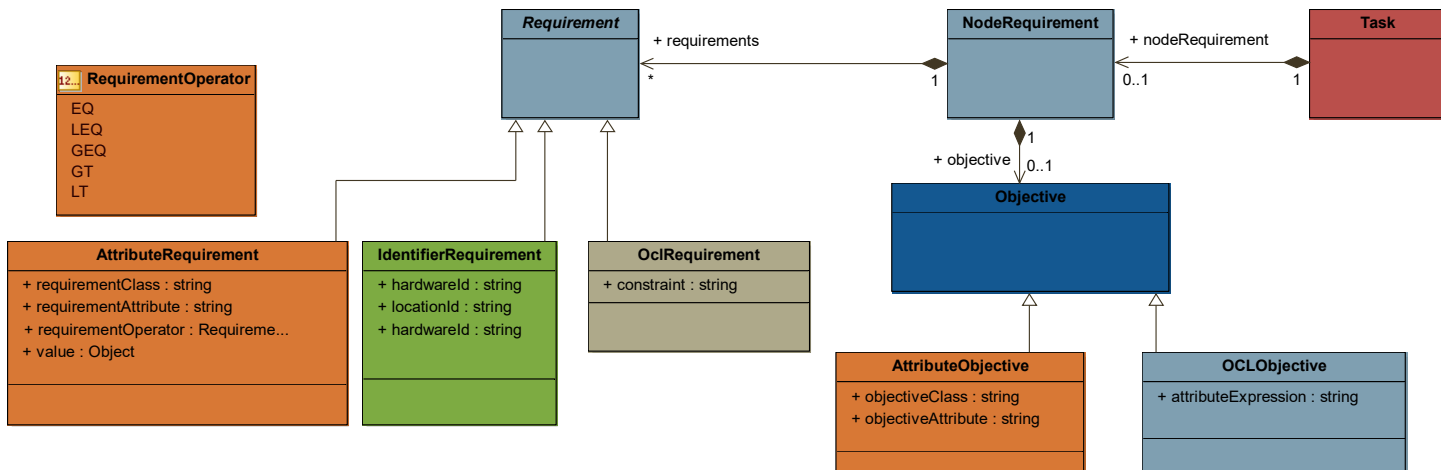 Requirement
NodeRequirement
Task
+ requirements
*
1
+ nodeRequirement
0..1
1
12...
RequirementOperator
EQ
LEQ
GEQ
GT
LT
1
+ objective
0..1
Objective
AttributeRequirement
+ requirementClass : string
+ requirementAttribute : string
+ requirementOperator : Requireme...
+ value : Object
IdentifierRequirement
+ hardwareId : string
+ locationId : string
+ hardwareId : string
OclRequirement
+ constraint : string
AttributeObjective
+ objectiveClass : string
+ objectiveAttribute : string
OCLObjective
+ attributeExpression : string